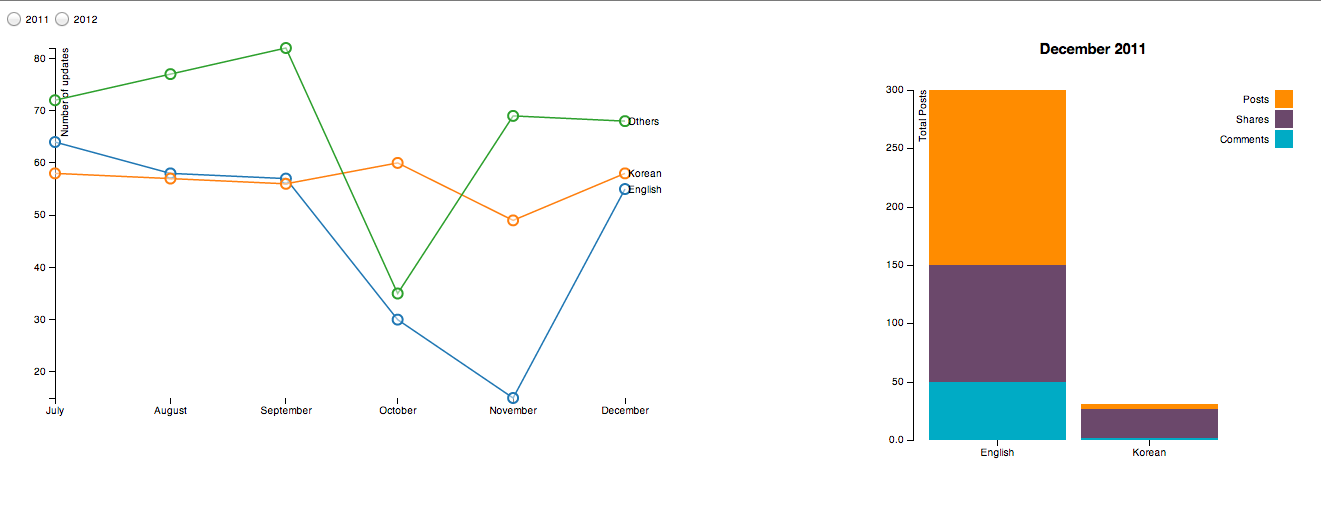 2011 2012
Number of updates
80
70
60
50
40
30
20
July August September October November December
Others
Korean
English
December 2011
Total Posts
300
250
200
150
100
50
0.0
English Korean
Posts
Shares
Comments